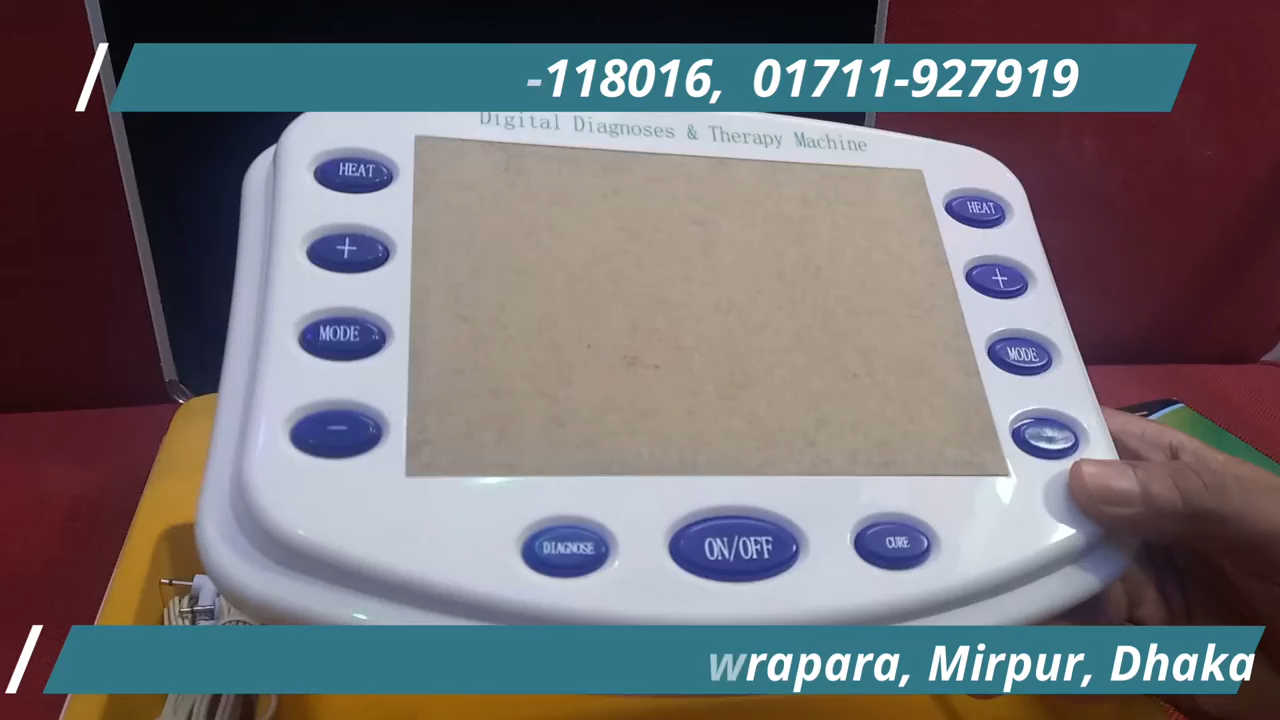 -118016, 01711-927919
Digital Diagnoses & Therapy Machine
HEAT
HEAT
+
+
MODE
MODE
-
DIAGNOSE
ON/OFF
CURE
wrapara, Mirpur, Dhaka